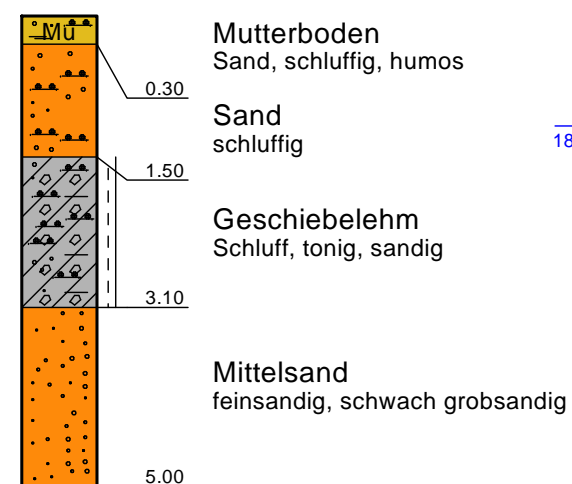 Mu
Mutterboden
Sand, schluffig, humos
0.30
Sand
schluffig
18
1.50
Geschiebelehm
Schluff, tonig, sandig
3.10
Mittelsand
feinsandig, schwach grobsandig
5.00